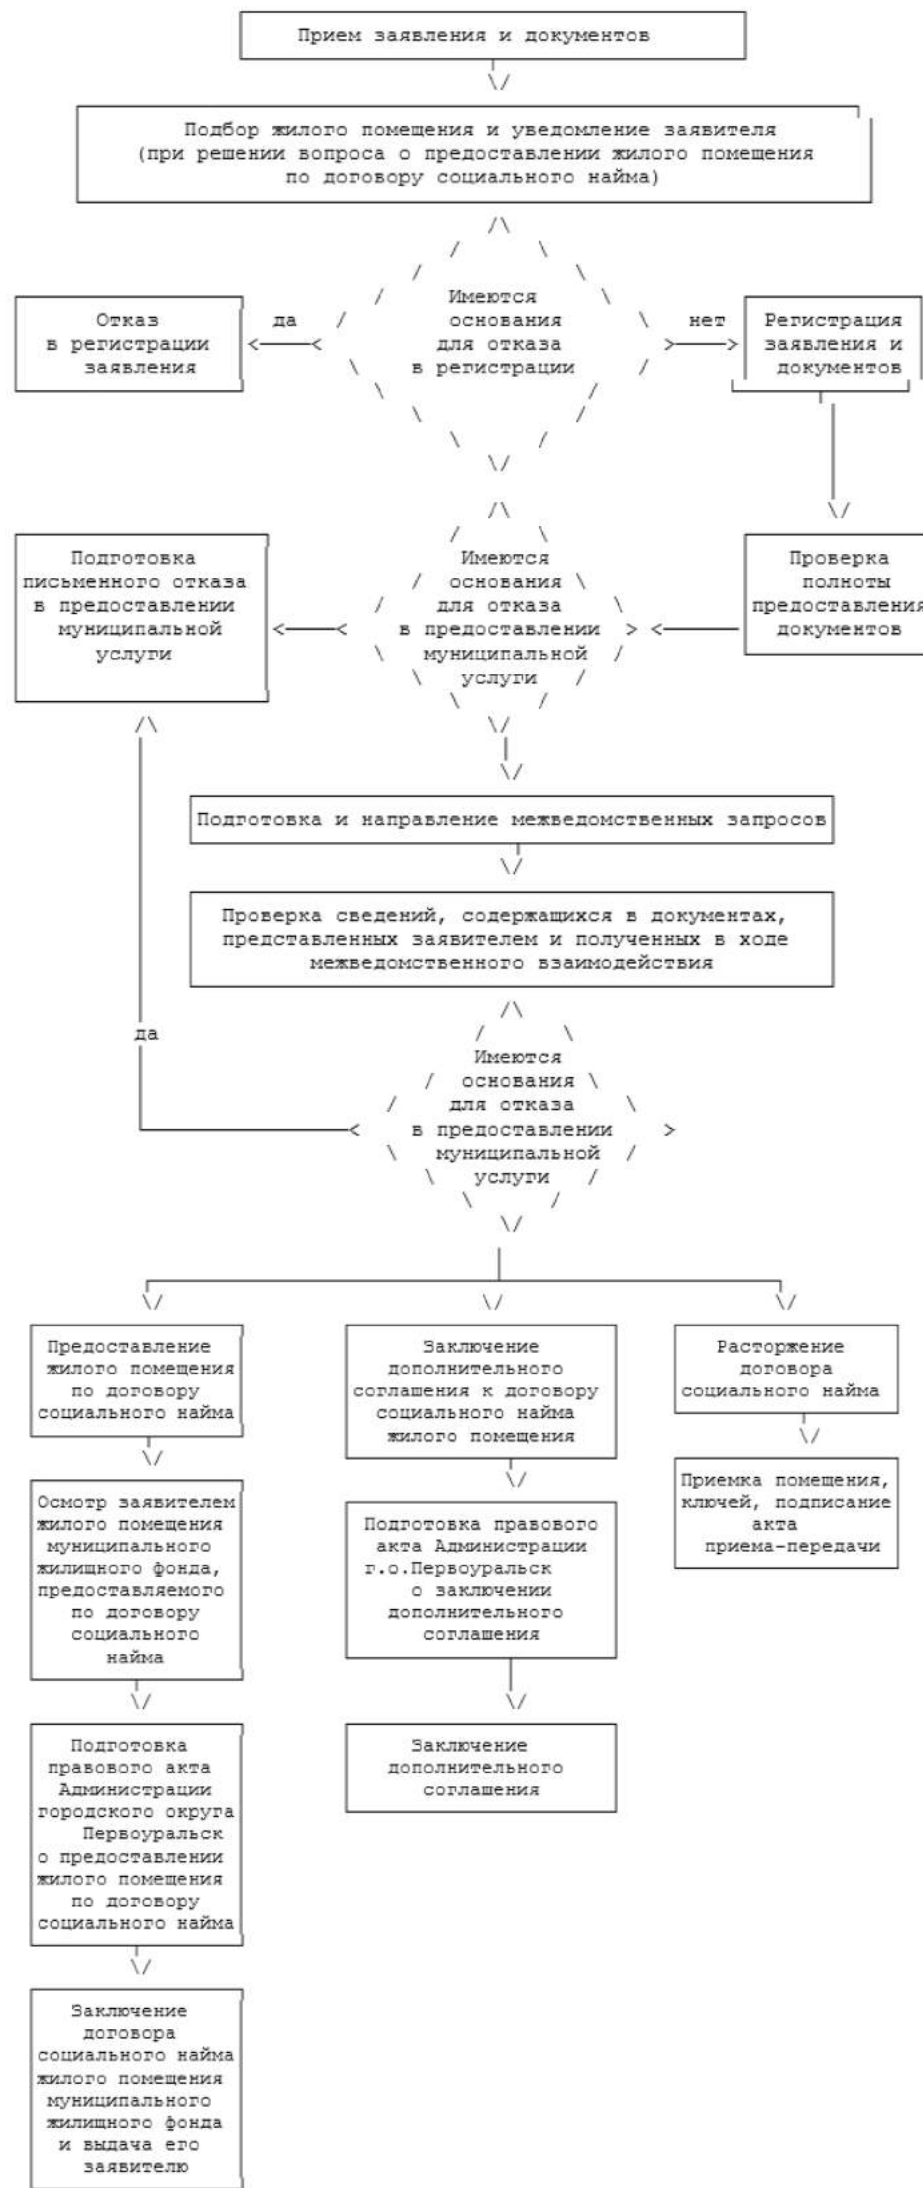 Прием заявления и документов
Подбор жилого помещения и уведомление заявителя
(при решении вопроса о предоставлении жилого помещения
по договору социального найма)
Имеются
основания
для отказа
в регистрации
да
нет
Отказ
в регистрации
заявления
Регистрация
заявления и
документов
Проверка
полноты
предоставления
документов
Имеются
основания
для отказа
в предоставлении
муниципальной
услуги
Подготовка
письменного отказа
в предоставлении
муниципальной
услуги
Подготовка и направление межведомственных запросов
Проверка сведений, содержащихся в документах,
представленных заявителем и полученных в ходе
межведомственного взаимодействия
да
Имеются
основания
для отказа
в предоставлении
муниципальной
услуги
Предоставление
жилого помещения
по договору
социального найма
Осмотр заявителем
жилого помещения
муниципального
жилищного фонда,
предоставляемого
по договору
социального
найма
Подготовка
правового акта
Администрации
городского округа
Первоуральск
о предоставлении
жилого помещения
по договору
социального найма
Заключение
договора
социального найма
жилого помещения
муниципального
жилищного фонда
и выдача его
заявителю
Заключение
дополнительного
соглашения к договору
социального найма
жилого помещения
Подготовка правового
акта Администрации
г.о.Первоуральск
о заключении
дополнительного
соглашения
Заключение
дополнительного
соглашения
Расторжение
договора
социального найма
Приемка помещения,
ключей, подписание
акта
приема-передачи